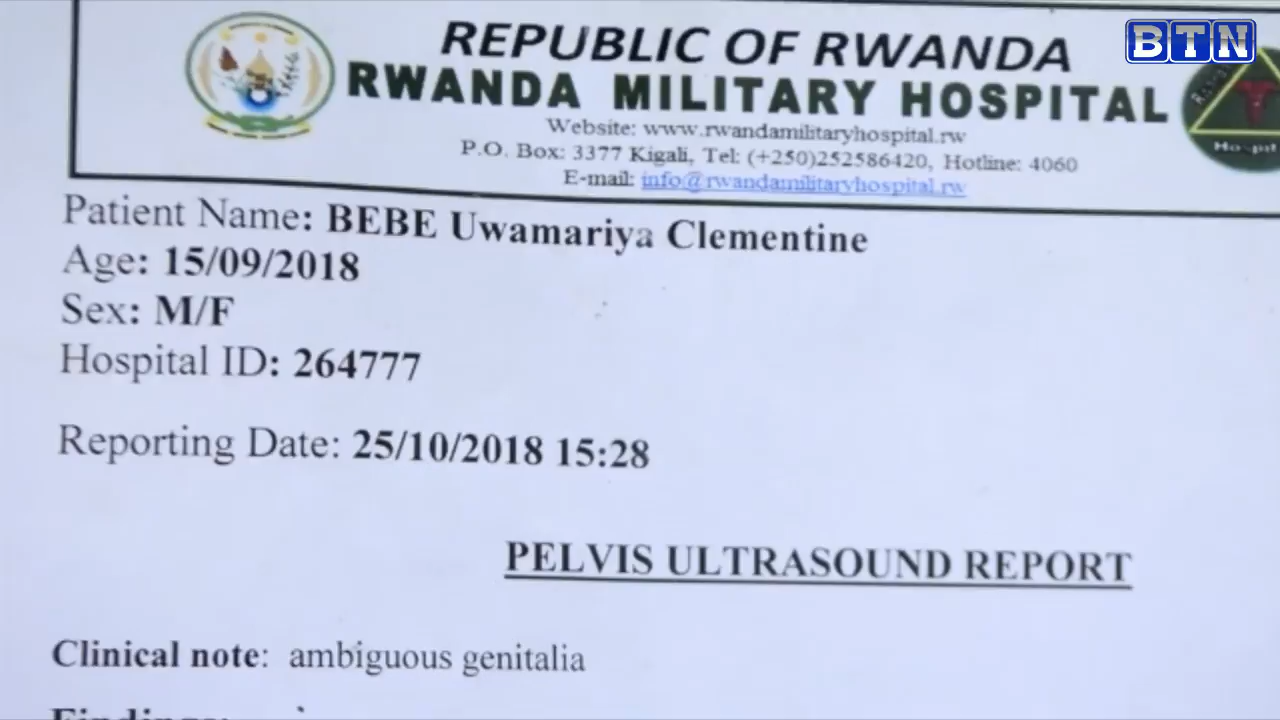 BTN
REPUBLIC OF RWANDA
RWANDA MILITARY HOSPITAL
Website: www.rwandamilitaryhospital.rw
P.O. Box: 3377 Kigali, Tel: (+250)252586420, Hotline: 4060
E-mail: info@rwandamilitaryhospital.rw
Patient Name: BEBE Uwamariya Clementine
Age: 15/09/2018
Sex: M/F
Hospital ID: 264777
Reporting Date: 25/10/2018 15:28
PELVIS ULTRASOUND REPORT
Clinical note: ambiguous genitalia